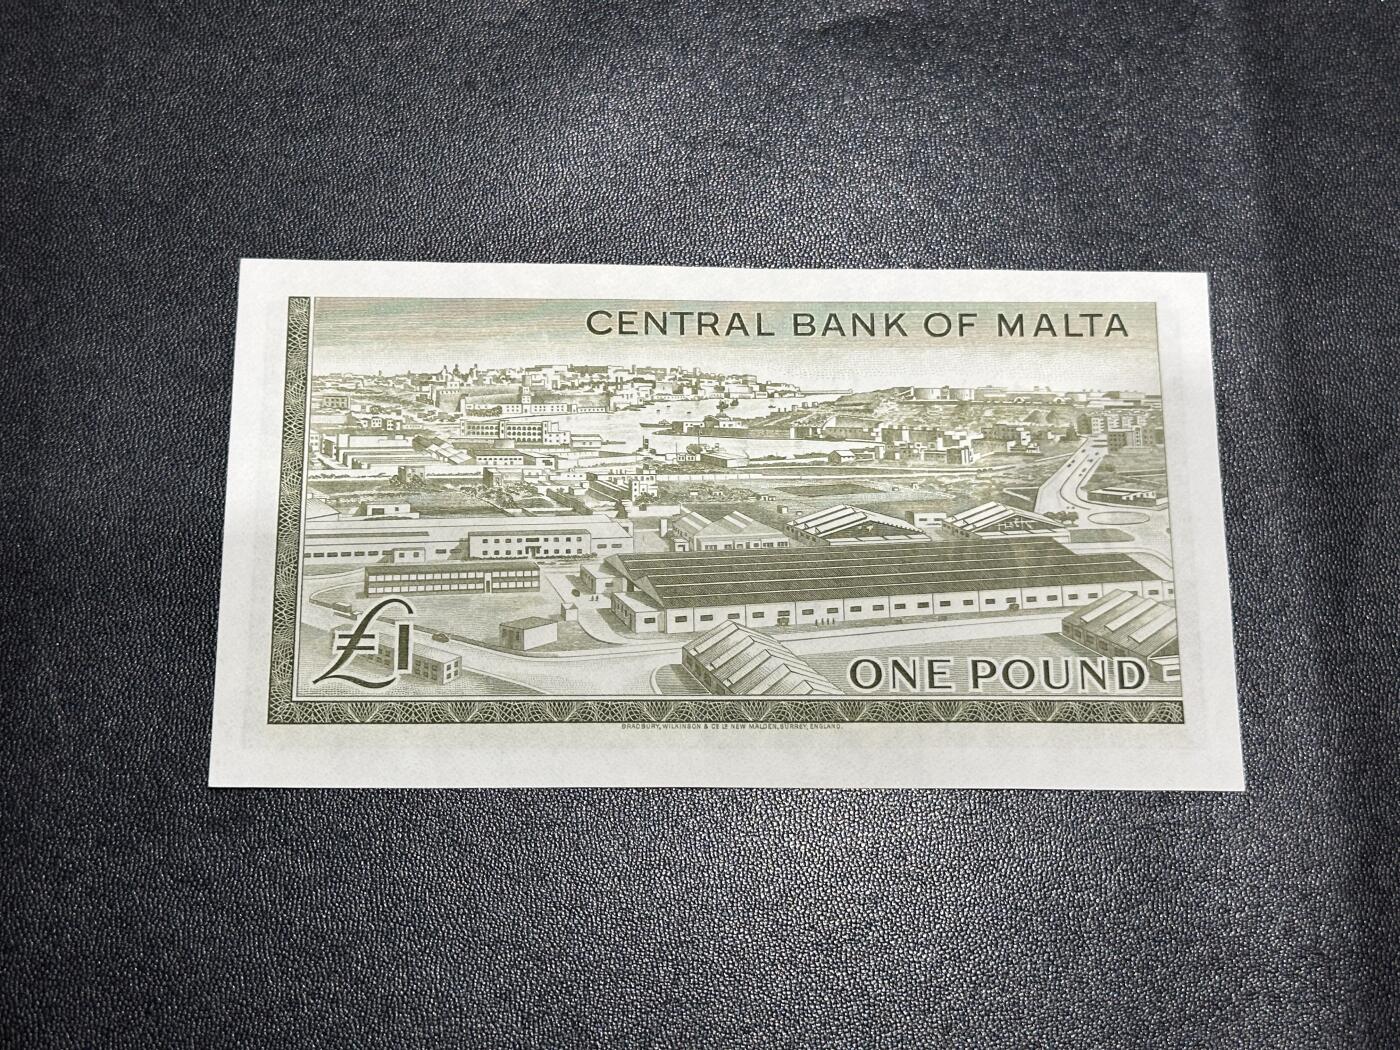 CENTRAL BANK OF MALTA
£1
ONE POUND
BRADBURY, WILKINSON & Co Ld NEW MALDEN, SURREY, ENGLAND.